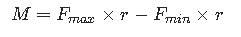 M = F_{max} × r − F_{min} × r